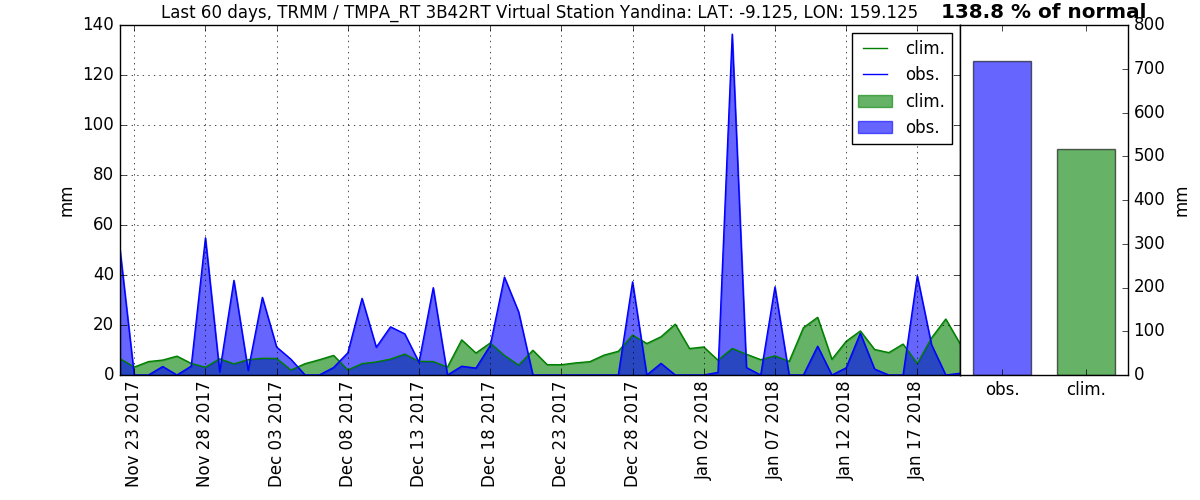 Last 60 days, TRMM / TMPA_RT 3B42RT Virtual Station Yandina: LAT: -9.125, LON: 159.125
138.8 % of normal
140
120
100
80
60
40
20
0
mm
clim.
obs.
clim.
obs.
Nov 23 2017
Nov 28 2017
Dec 03 2017
Dec 08 2017
Dec 13 2017
Dec 18 2017
Dec 23 2017
Dec 28 2017
Jan 02 2018
Jan 07 2018
Jan 12 2018
Jan 17 2018
800
700
600
500
400
300
200
100
0
mm
obs.
clim.